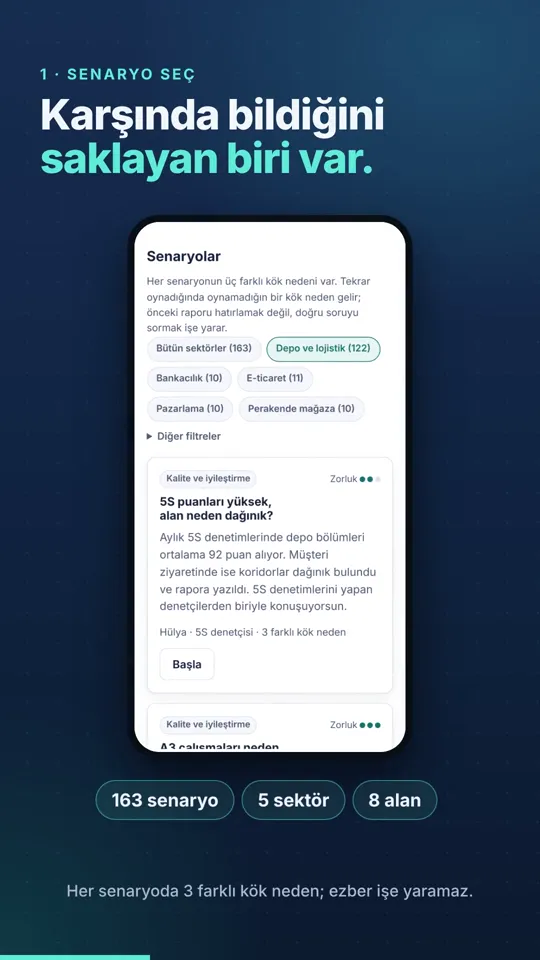 1 · SENARYO SEÇ
Karşında bildiğini
saklayan biri var.
Senaryolar
Her senaryonun üç farklı kök nedeni var. Tekrar
oynadığında oynamadığın bir kök neden gelir;
önceki raporu hatırlamak değil, doğru soruyu
sormak işe yarar.
Bütün sektörler (163) Depo ve lojistik (122)
Bankacılık (10) E-ticaret (11)
Pazarlama (10) Perakende mağaza (10)
▶ Diğer filtreler
Kalite ve iyileştirme Zorluk
5S puanları yüksek,
alan neden dağınık?
Aylık 5S denetimlerinde depo bölümleri
ortalama 92 puan alıyor. Müşteri
ziyaretinde ise koridorlar dağınık bulundu
ve rapora yazıldı. 5S denetimlerini yapan
denetçilerden biriyle konuşuyorsun.
Hülya · 5S denetçisi · 3 farklı kök neden
Başla
Kalite ve iyileştirme Zorluk
A3 çalışmaları neden
163 senaryo 5 sektör 8 alan
Her senaryoda 3 farklı kök neden; ezber işe yaramaz.